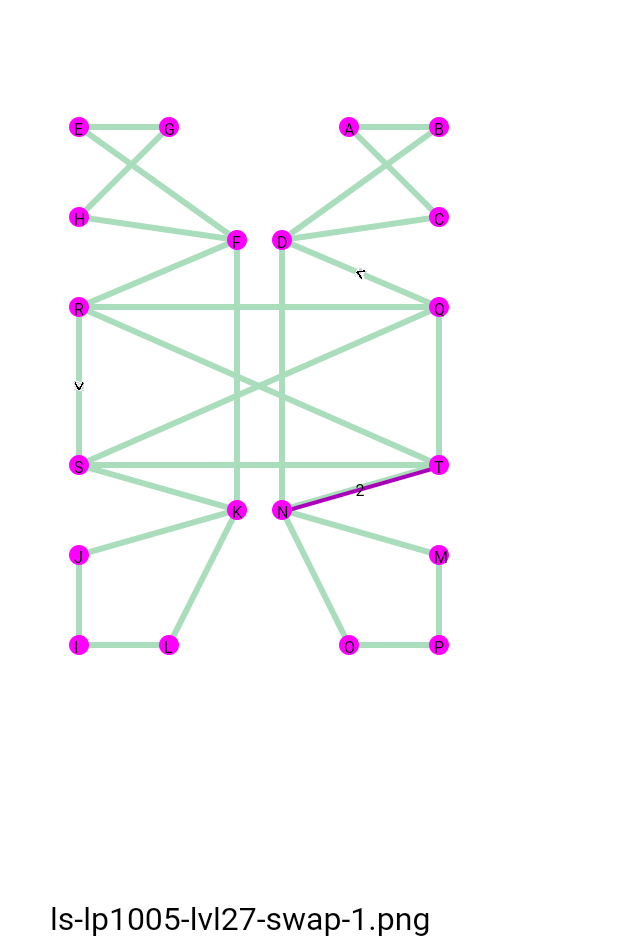 E G A B
H C
F D
R Q
S T
2
K N
J M
I L O P
ls-lp1005-lvl27-swap-1.png